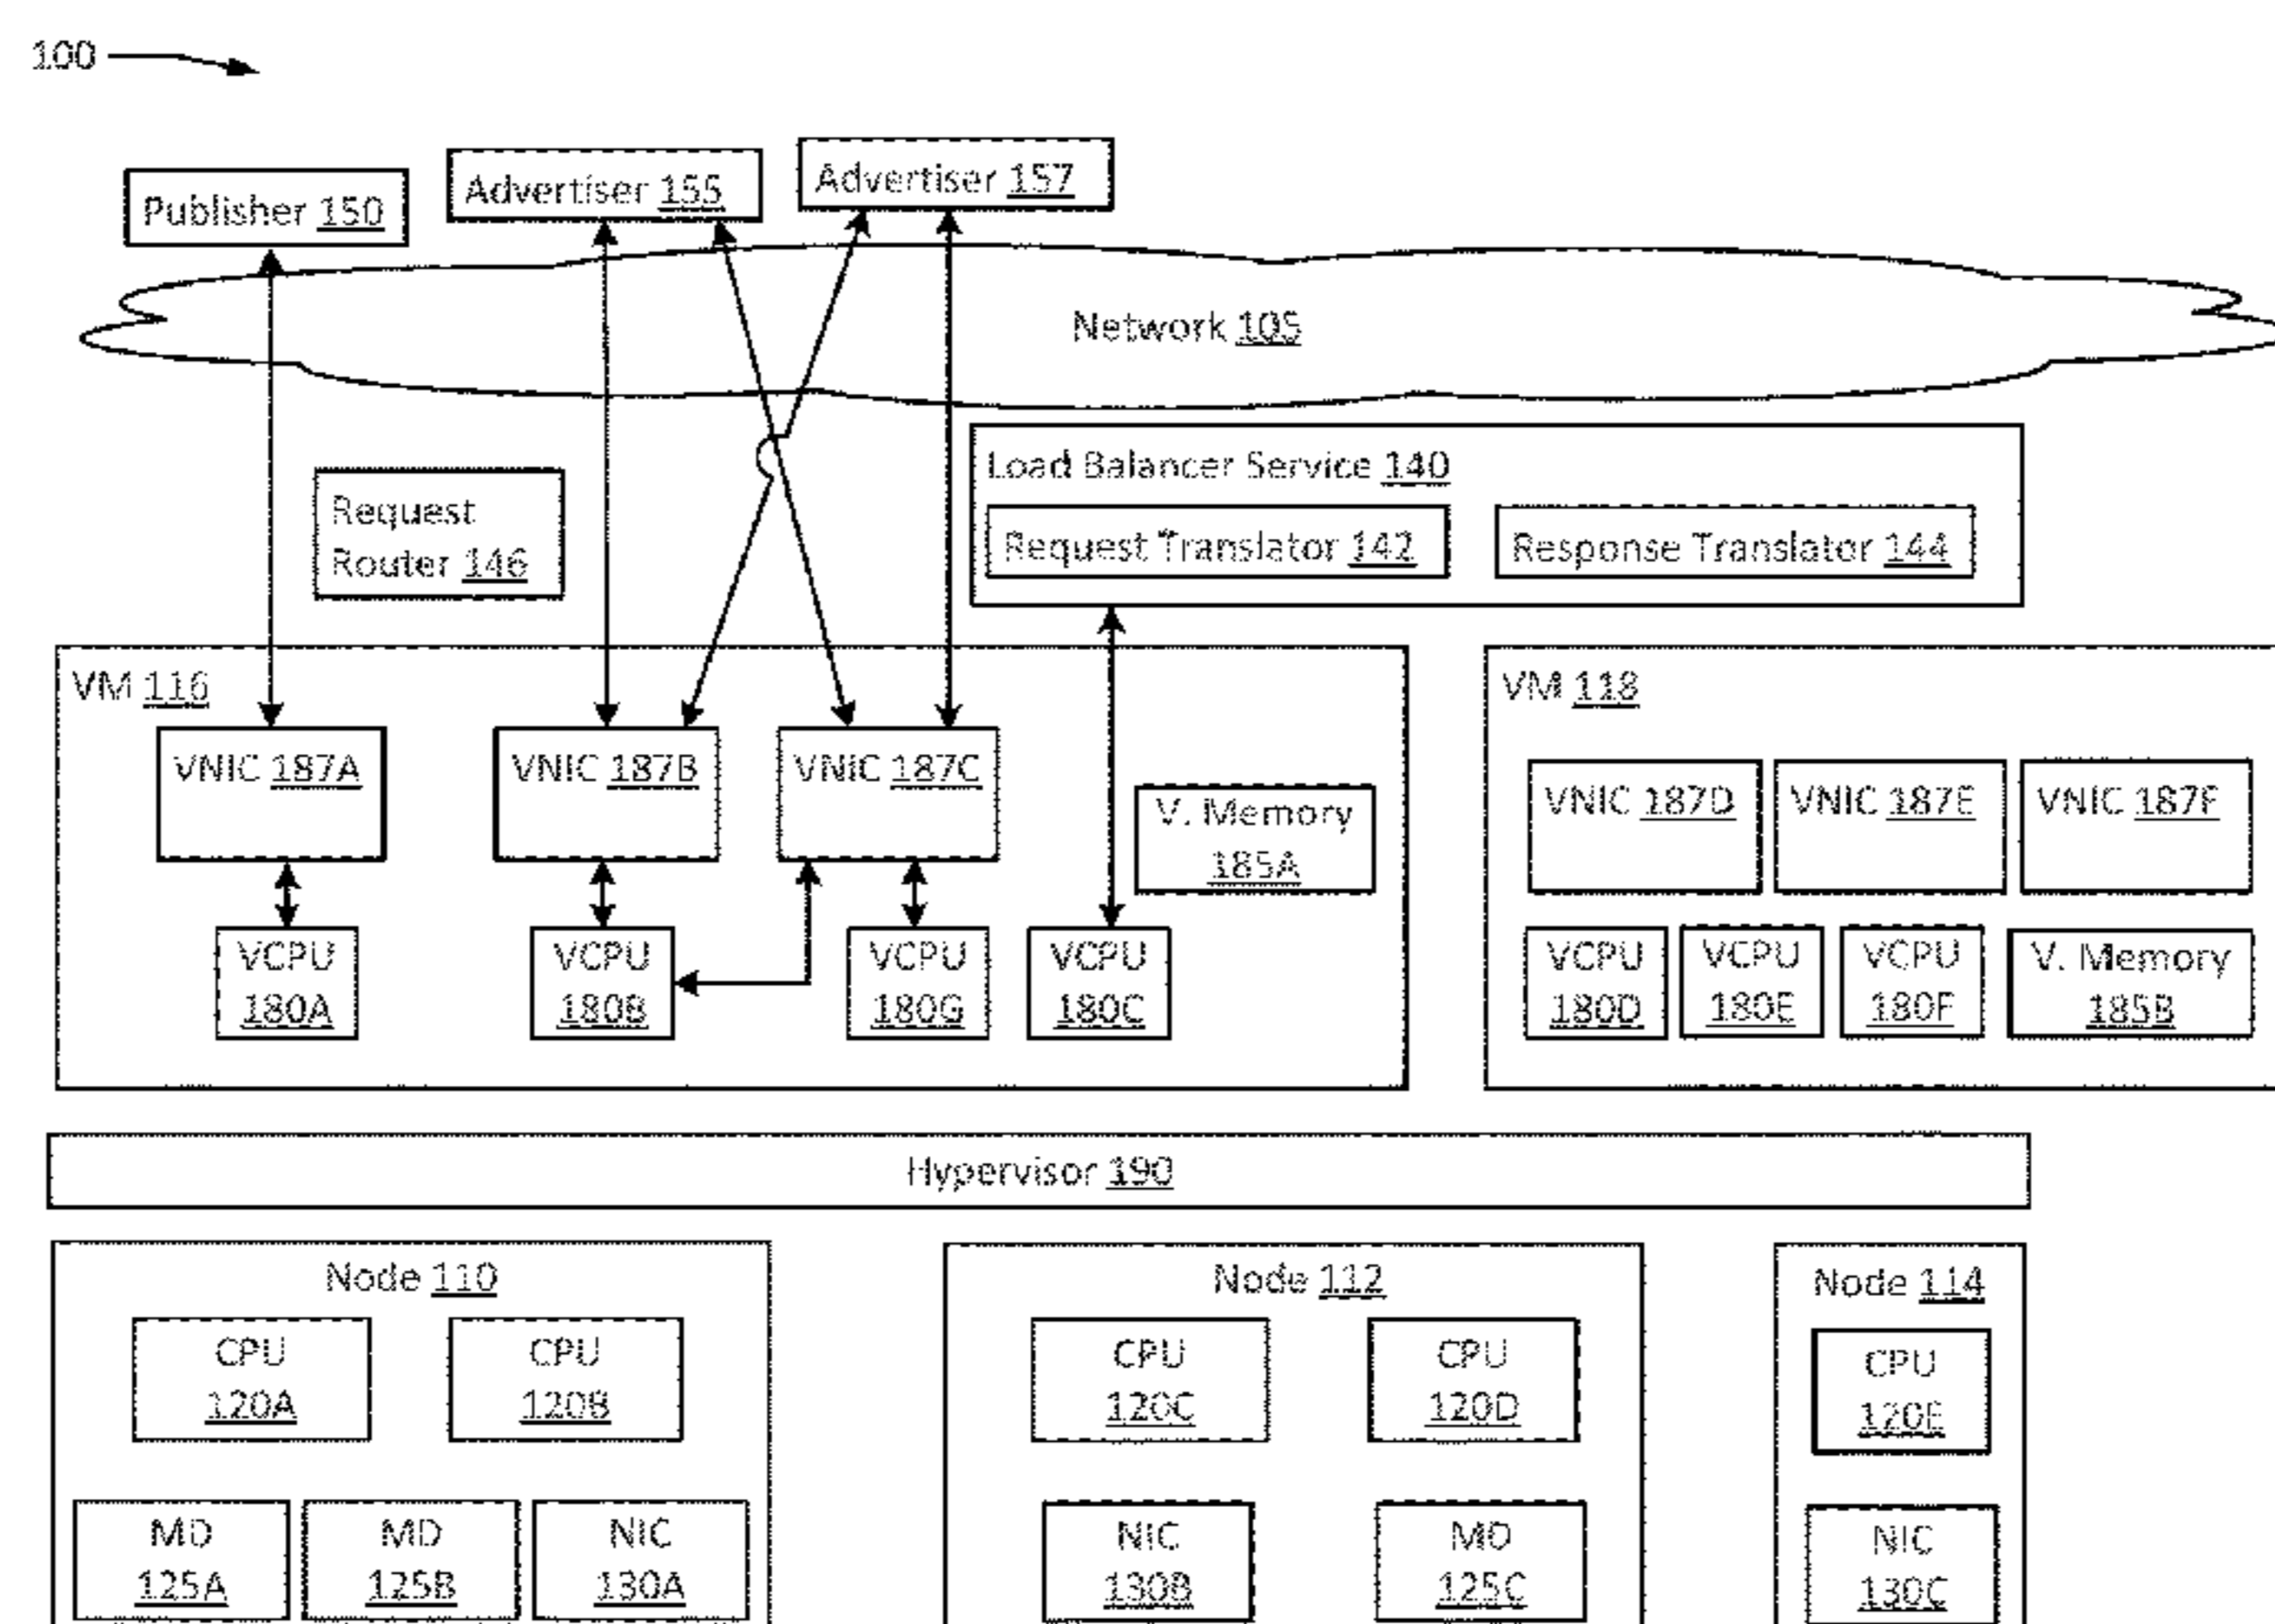 100
Publisher 150
Advertiser 155
Advertiser 157
Network 105
Request
Router 146
Load Balancer Service 140
Request Translator 142
Response Translator 144
VM 116
VNIC 187A
VNIC 187B
VNIC 187C
V. Memory
185A
VCPU
180A
VCPU
180B
VCPU
180G
VCPU
180C
VM 118
VNIC 187D
VNIC 187E
VNIC 187F
VCPU
180D
VCPU
180E
VCPU
180F
V. Memory
185B
Hypervisor 190
Node 110
CPU
120A
CPU
120B
MD
125A
MD
125B
NIC
130A
Node 112
CPU
120C
CPU
120D
NIC
130B
MD
125C
Node 114
CPU
120E
NIC
130C